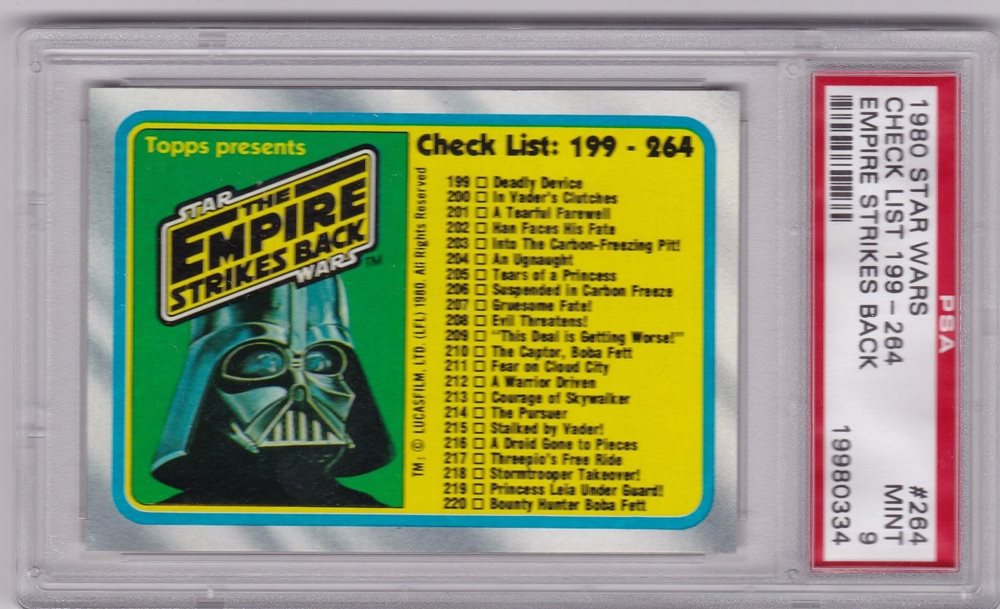 Topps presents
STAR
THE
EMPIRE
STRIKES BACK
WARS TM
TM: © LUCASFILM, LTD. (LFL) 1980. All Rights Reserved
Check List: 199 - 264
199 □ Deadly Device
200 □ In Vader's Clutches
201 □ A Tearful Farewell
202 □ Han Faces His Fate
203 □ Into The Carbon-Freezing Pit!
204 □ An Ugnaught
205 □ Tears of a Princess
206 □ Suspended in Carbon Freeze
207 □ Gruesome Fate!
208 □ Evil Threatens!
209 □ "This Deal is Getting Worse!"
210 □ The Captor, Boba Fett
211 □ Fear on Cloud City
212 □ A Warrior Driven
213 □ Courage of Skywalker
214 □ The Pursuer
215 □ Stalked by Vader!
216 □ A Droid Gone to Pieces
217 □ Threepio's Free Ride
218 □ Stormtrooper Takeover!
219 □ Princess Leia Under Guard!
220 □ Bounty Hunter Boba Fett
PSA
1980 STAR WARS #264
CHECK LIST 199-264 MINT
EMPIRE STRIKES BACK 9
19980334